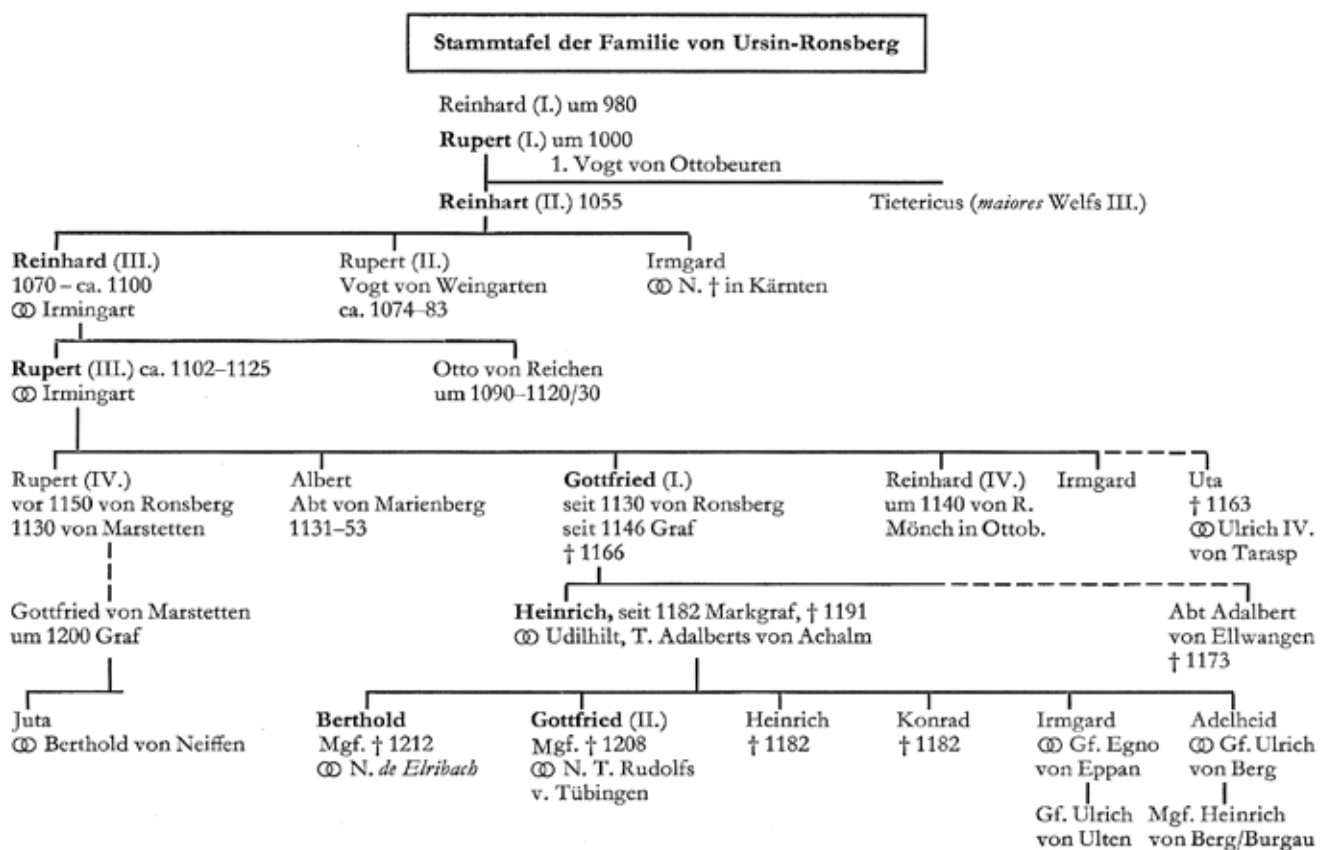 Stammtafel der Familie von Ursin-Ronsberg
Reinhard (I.) um 980
Rupert (I.) um 1000
1. Vogt von Ottobeuren
Reinhart (II.) 1055
Tietericus (maiores Welfs III.)
Reinhard (III.)
1070 – ca. 1100
⚭ Irmingart
Rupert (II.)
Vogt von Weingarten
ca. 1074–83
Irmgard
⚭ N. † in Kärnten
Rupert (III.) ca. 1102–1125
⚭ Irmingart
Otto von Reichen
um 1090–1120/30
Rupert (IV.)
vor 1150 von Ronsberg
1130 von Marstetten
Albert
Abt von Marienberg
1131–53
Gottfried (I.)
seit 1130 von Ronsberg
seit 1146 Graf
† 1166
Reinhard (IV.)
um 1140 von R.
Mönch in Ottob.
Irmgard
Uta
† 1163
⚭ Ulrich IV.
von Tarasp
Gottfried von Marstetten
um 1200 Graf
Heinrich, seit 1182 Markgraf, † 1191
⚭ Udilhilt, T. Adalberts von Achalm
Abt Adalbert
von Ellwangen
† 1173
Juta
⚭ Berthold von Neiffen
Berthold
Mgf. † 1212
⚭ N. de Elribach
Gottfried (II.)
Mgf. † 1208
⚭ N. T. Rudolfs
v. Tübingen
Heinrich
† 1182
Konrad
† 1182
Irmgard
⚭ Gf. Egno
von Eppan
Gf. Ulrich
von Ulten
Adelheid
⚭ Gf. Ulrich
von Berg
Mgf. Heinrich
von Berg/Burgau